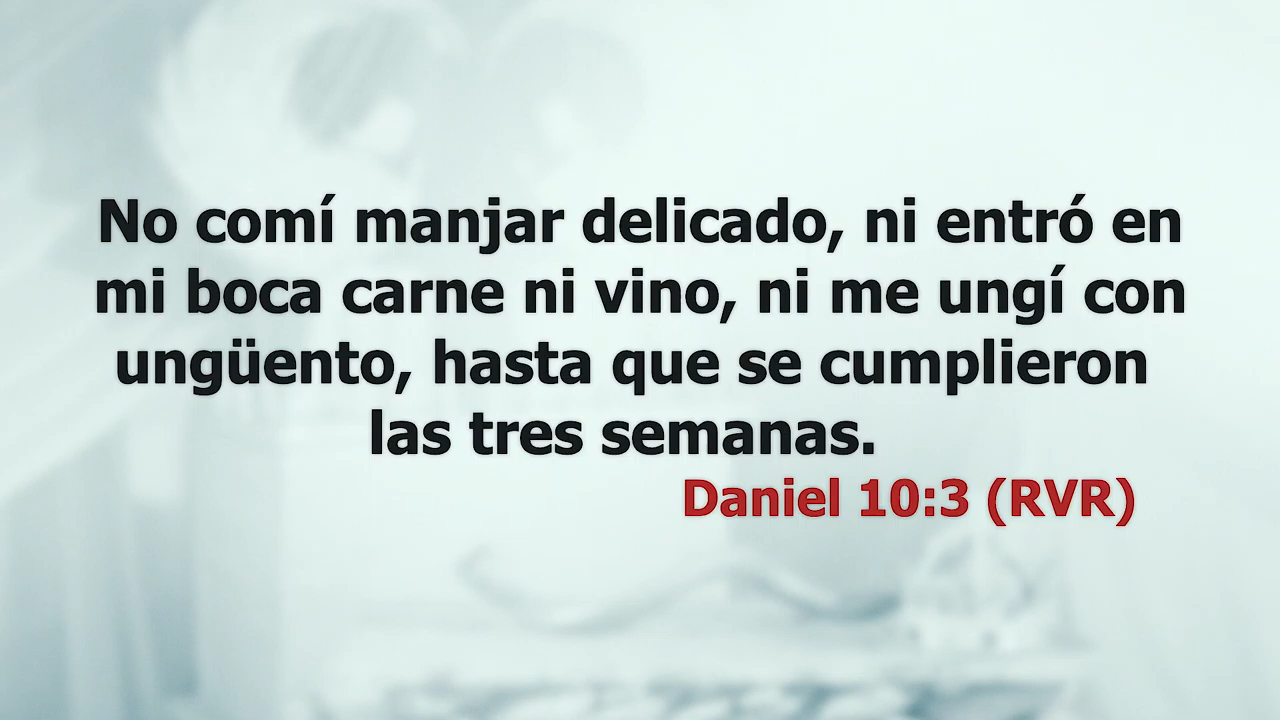 No comí manjar delicado, ni entró en
mi boca carne ni vino, ni me ungí con
ungüento, hasta que se cumplieron
las tres semanas.
Daniel 10:3 (RVR)